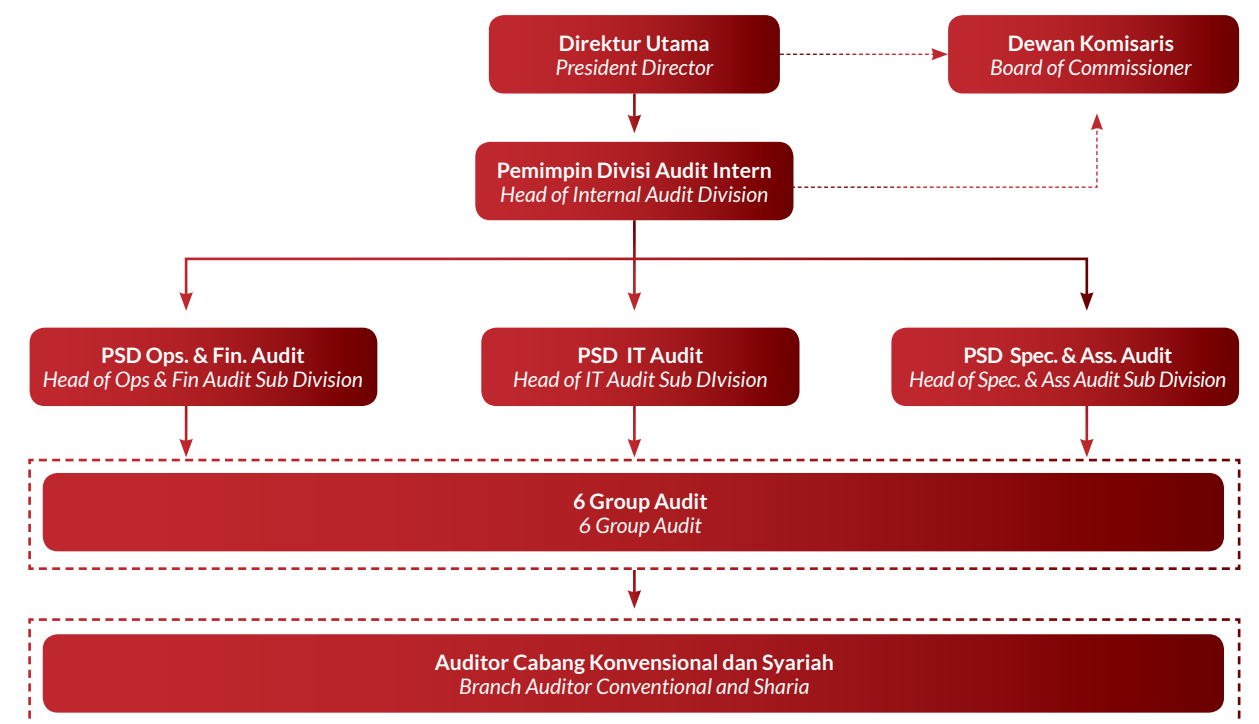 Direktur Utama
President Director
Dewan Komisaris
Board of Commissioner
Pemimpin Divisi Audit Intern
Head of Internal Audit Division
PSD Ops. & Fin. Audit
Head of Ops & Fin Audit Sub Division
PSD IT Audit
Head of IT Audit Sub DIvision
PSD Spec. & Ass. Audit
Head of Spec. & Ass Audit Sub Division
6 Group Audit
6 Group Audit
Auditor Cabang Konvensional dan Syariah
Branch Auditor Conventional and Sharia